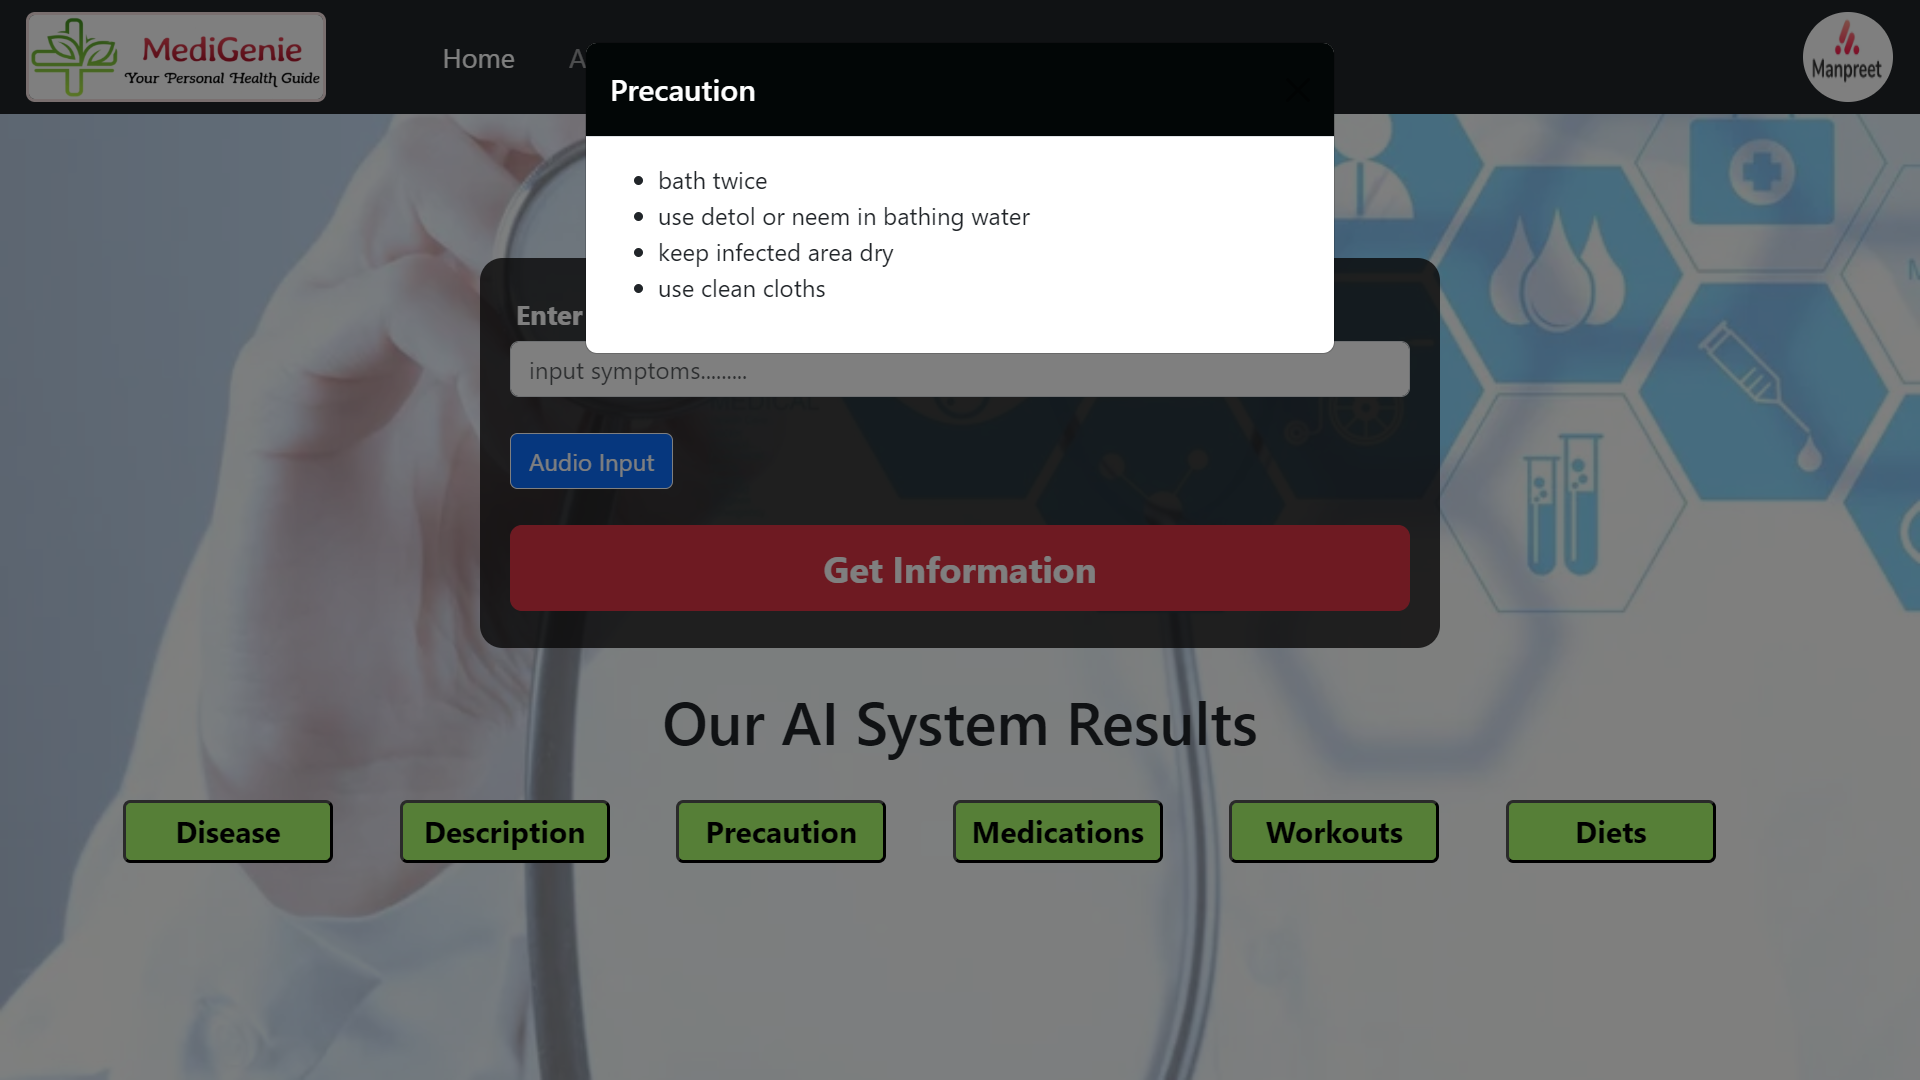 MediGenie
Your Personal Health Guide
Home
A
Manpreet
Precaution
bath twice
use detol or neem in bathing water
keep infected area dry
use clean cloths
Enter
input symptoms.........
MEDICAL
Audio Input
Get Information
Our AI System Results
Disease
Description
Precaution
Medications
Workouts
Diets